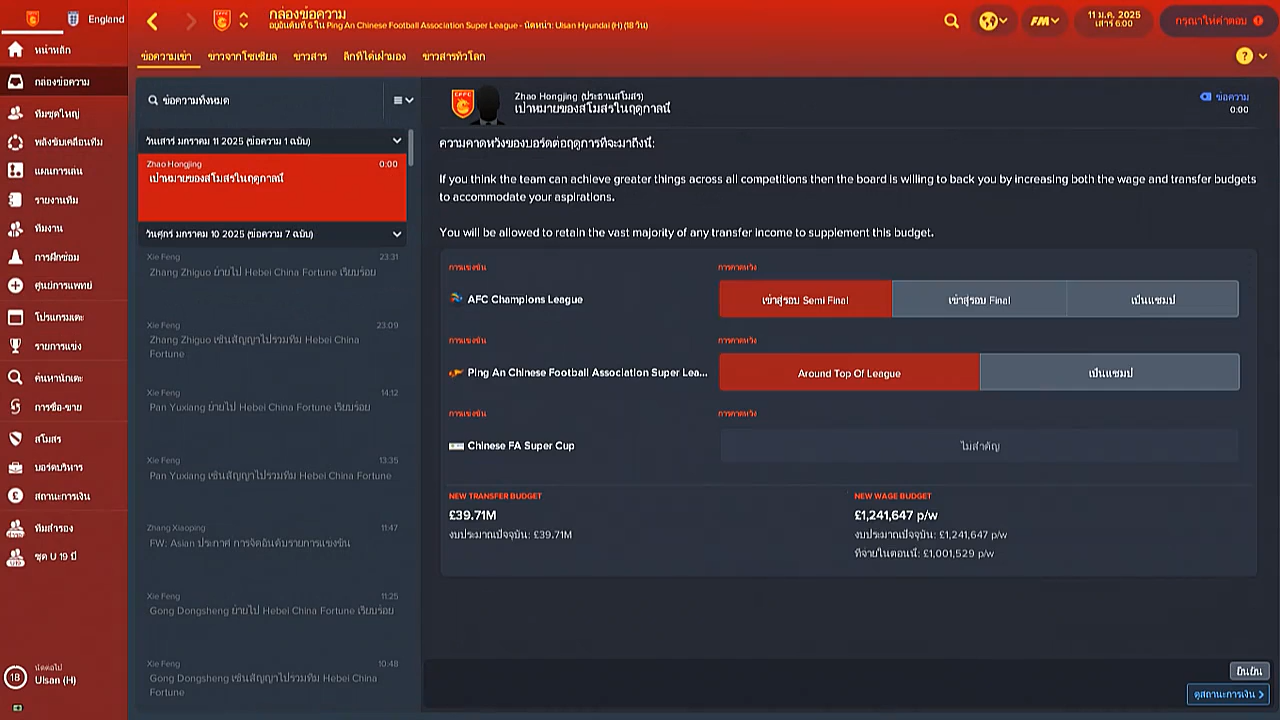 England
กล่องข้อความ
อยู่อันดับที่ 6 ใน Ping An Chinese Football Association Super League - นัดหน้า: Ulsan Hyundai (H) (18 วัน)
FM
11 ม.ค. 2025
เสาร์ 6:00
กรุณาให้คำตอบ
ข้อความเข้า
ข่าวจากโซเชียล
ข่าวสาร
ลีกที่ได้เฝ้ามอง
ข่าวสารทั่วโลก
?
หน้าหลัก
กล่องข้อความ
ทีมชุดใหญ่
พลังขับเคลื่อนทีม
แผนการเล่น
รายงานทีม
ทีมงาน
การฝึกซ้อม
ศูนย์การแพทย์
โปรแกรมเตะ
รายการแข่ง
ค้นหานักเตะ
การซื้อ-ขาย
สโมสร
บอร์ดบริหาร
สถานะการเงิน
ทีมสำรอง
ชุด U 19 ปี
18
นัดต่อไป
Ulsan (H)
ข้อความทั้งหมด
วันเสาร์ มกราคม 11 2025 (ข้อความ 1 ฉบับ)
Zhao Hongjing 0:00
เป้าหมายของสโมสรในฤดูกาลนี้
วันศุกร์ มกราคม 10 2025 (ข้อความ 7 ฉบับ)
Xie Feng 23:31
Zhang Zhiguo ย้ายไป Hebei China Fortune เรียบร้อย
Xie Feng 23:09
Zhang Zhiguo เซ็นสัญญาไปรวมทีม Hebei China
Fortune
Xie Feng 14:12
Pan Yuxiang ย้ายไป Hebei China Fortune เรียบร้อย
Xie Feng 13:35
Pan Yuxiang เซ็นสัญญาไปรวมทีม Hebei China Fortune
Zhang Xiaoping 11:47
FW: Asian ประกาศ การจัดอันดับรายการแข่งขัน
Xie Feng 11:25
Gong Dongsheng ย้ายไป Hebei China Fortune เรียบร้อย
Xie Feng 10:48
Gong Dongsheng เซ็นสัญญาไปรวมทีม Hebei China
Fortune
Zhao Hongjing (ประธานสโมสร)
เป้าหมายของสโมสรในฤดูกาลนี้
ข้อความ
0:00
ความคาดหวังของบอร์ดต่อฤดูการที่จะมาถึงนี้:
If you think the team can achieve greater things across all competitions then the board is willing to back you by increasing both the wage and transfer budgets
to accommodate your aspirations.
You will be allowed to retain the vast majority of any transfer income to supplement this budget.
การแข่งขัน การคาดหวัง
AFC Champions League เข้าสู่รอบ Semi Final เข้าสู่รอบ Final เป็นแชมป์
การแข่งขัน การคาดหวัง
Ping An Chinese Football Association Super Lea... Around Top Of League เป็นแชมป์
การแข่งขัน การคาดหวัง
Chinese FA Super Cup ไม่สำคัญ
NEW TRANSFER BUDGET
£39.71M
งบประมาณปัจจุบัน: £39.71M
NEW WAGE BUDGET
£1,241,647 p/w
งบประมาณปัจจุบัน: £1,241,647 p/w
ที่จ่ายในตอนนี้: £1,001,529 p/w
ยืนยัน
ดูสถานะการเงิน